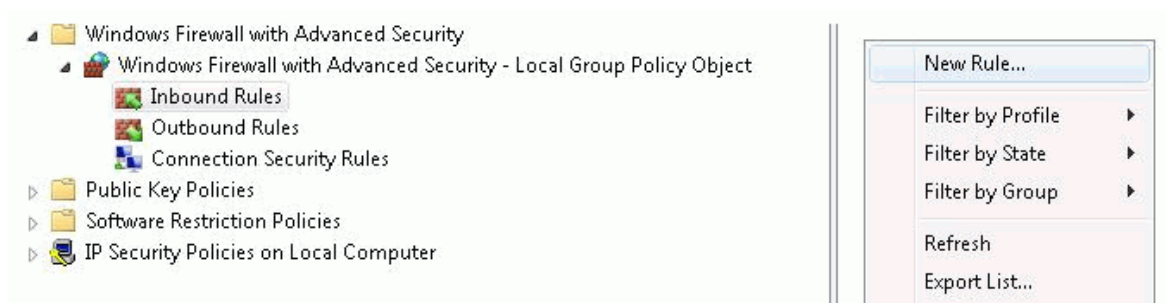 Windows Firewall with Advanced Security
Windows Firewall with Advanced Security - Local Group Policy Object
Inbound Rules
Outbound Rules
Connection Security Rules
Public Key Policies
Software Restriction Policies
IP Security Policies on Local Computer
New Rule...
Filter by Profile
Filter by State
Filter by Group
Refresh
Export List...